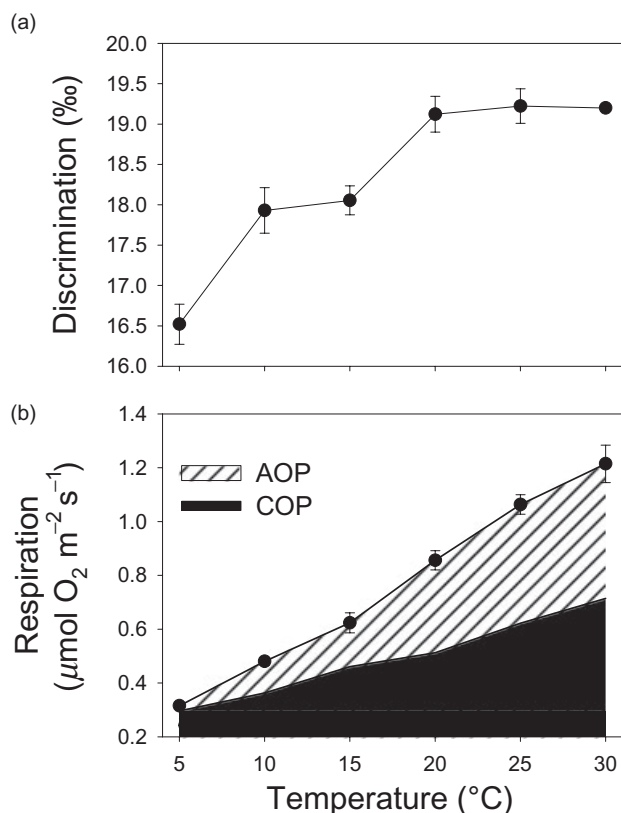 (a)
20.0
19.5
19.0
18.5
18.0
17.5
17.0
16.5
16.0
Discrimination (‰)
(b)
1.4
1.2
1.0
0.8
0.6
0.4
0.2
AOP
COP
Respiration
(μmol O₂ m⁻² s⁻¹)
5 10 15 20 25 30
Temperature (°C)